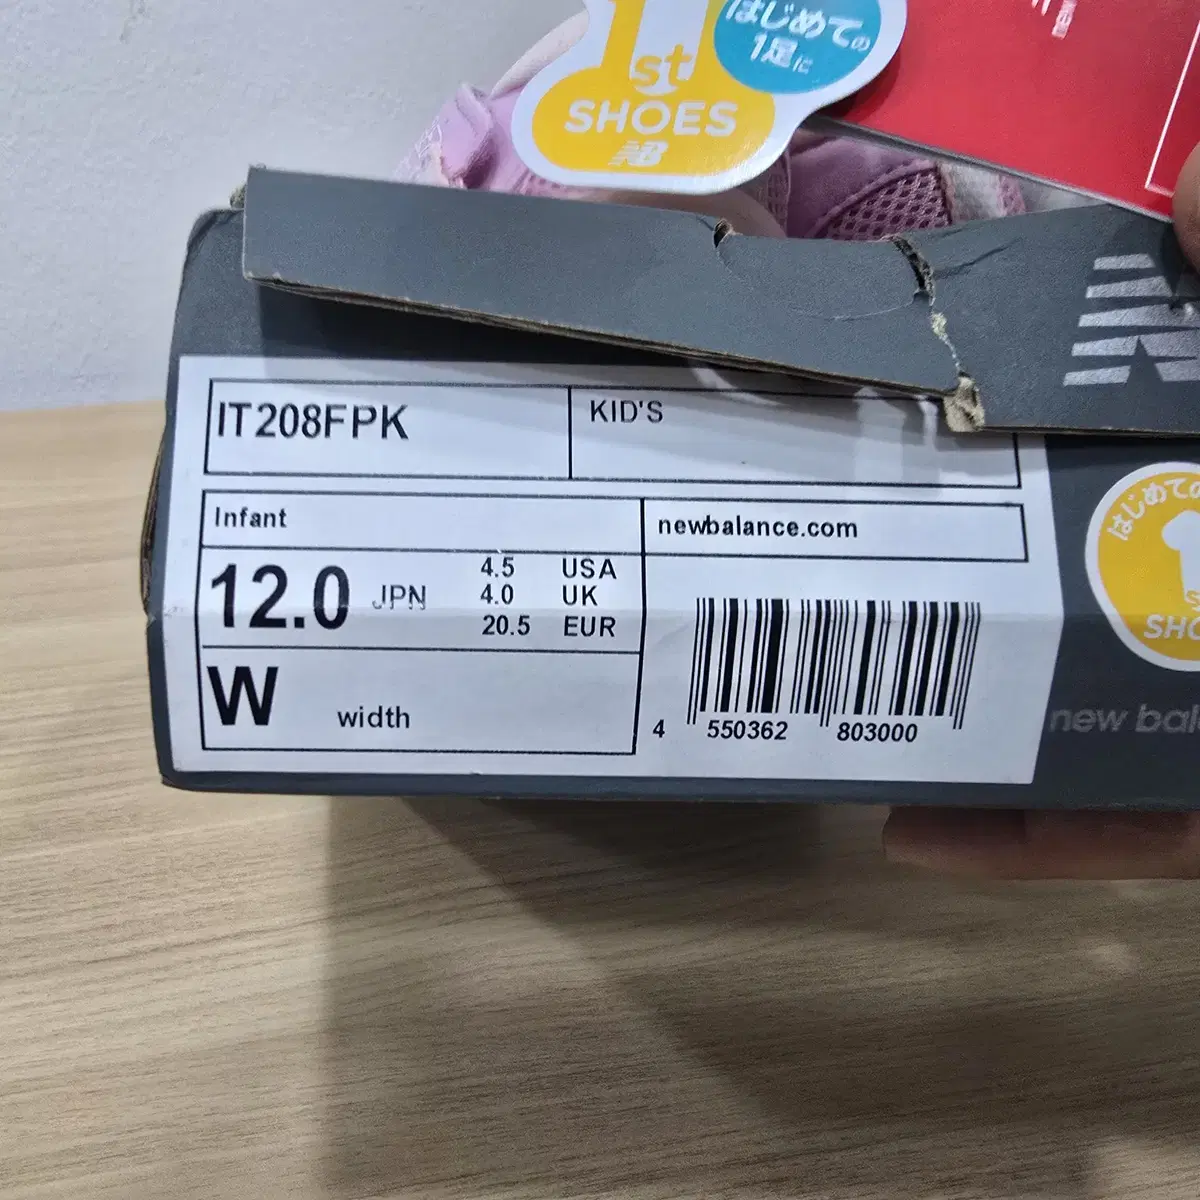 はじめての
1足に
1st
SHOES
NB
IT208FPK
KID'S
Infant
newbalance.com
12.0 JPN
4.5 USA
4.0 UK
20.5 EUR
W width
4 550362 803000
はじめての
1
SHO
new bal